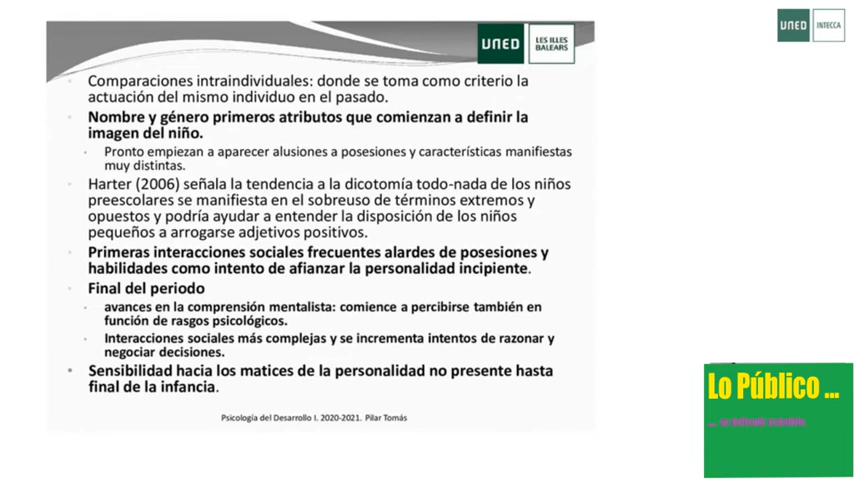 UNED
LES ILLES
BALEARS
UNED
INTECCA
Comparaciones intraindividuales: donde se toma como criterio la
actuación del mismo individuo en el pasado.
Nombre y género primeros atributos que comienzan a definir la
imagen del niño.
Pronto empiezan a aparecer alusiones a posesiones y características manifiestas
muy distintas.
Harter (2006) señala la tendencia a la dicotomía todo-nada de los niños
preescolares se manifiesta en el sobreuso de términos extremos y
opuestos y podría ayudar a entender la disposición de los niños
pequeños a arrogarse adjetivos positivos.
Primeras interacciones sociales frecuentes alardes de posesiones y
habilidades como intento de afianzar la personalidad incipiente.
Final del periodo
avances en la comprensión mentalista: comience a percibirse también en
función de rasgos psicológicos.
Interacciones sociales más complejas y se incrementa intentos de razonar y
negociar decisiones.
Sensibilidad hacia los matices de la personalidad no presente hasta
final de la infancia.
Psicología del Desarrollo I. 2020-2021. Pilar Tomás
Lo Público ...